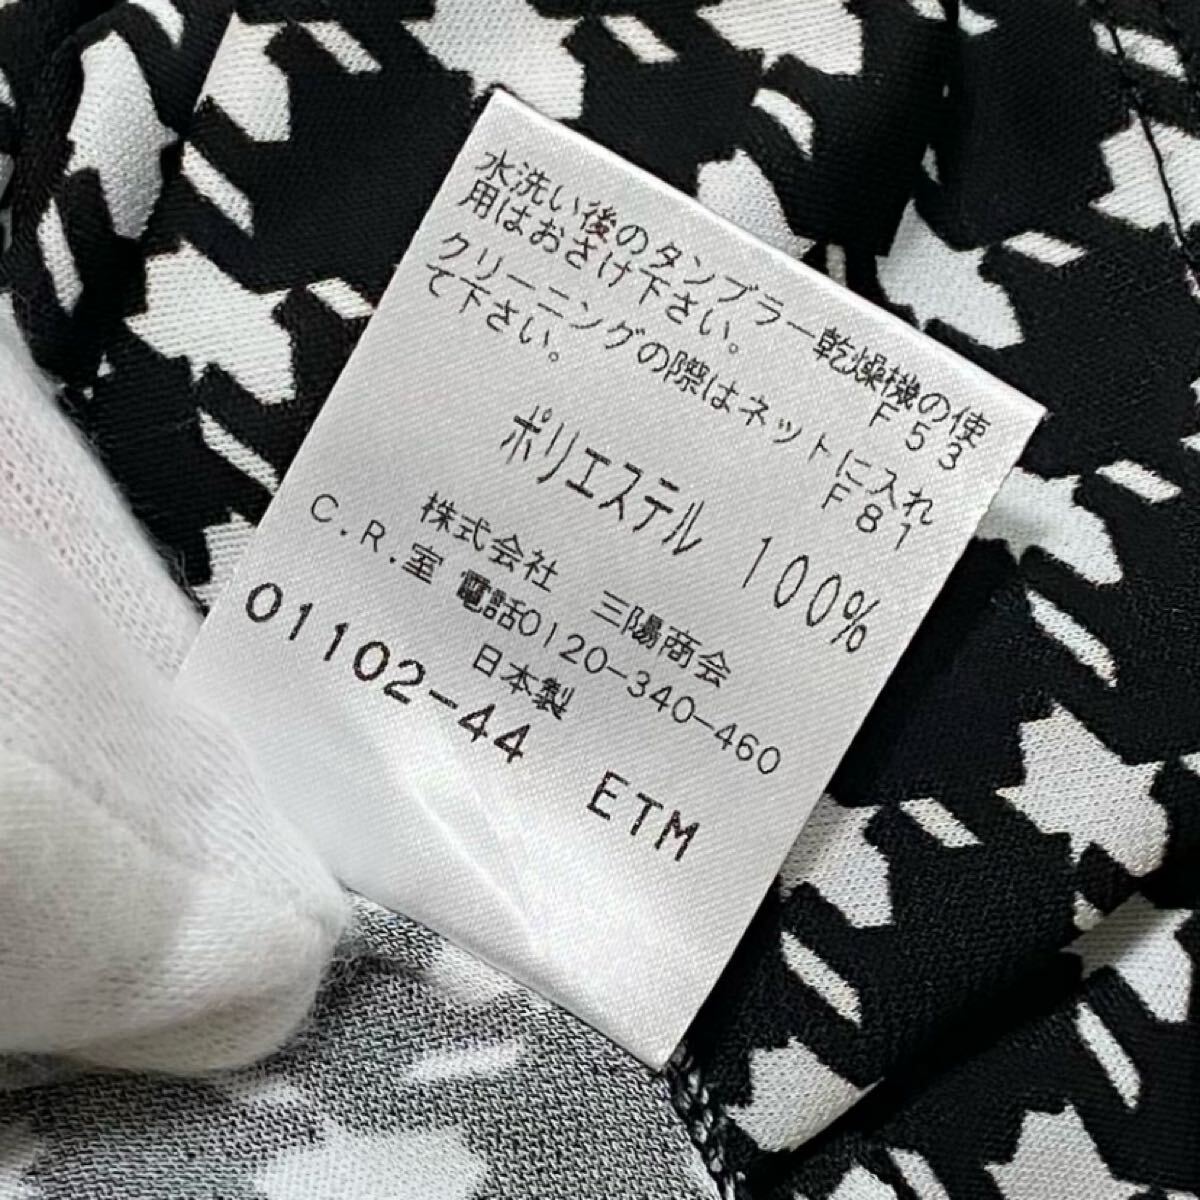 水洗い後のタンブラー乾燥機の使
用はおさけ下さい。 F53
クリーニングの際はネットに入れ
て下さい。 F81
ポリエステル 100%
株式会社 三陽商会
C.R.室 電話0120-340-460
日本製
01102-44 ETM